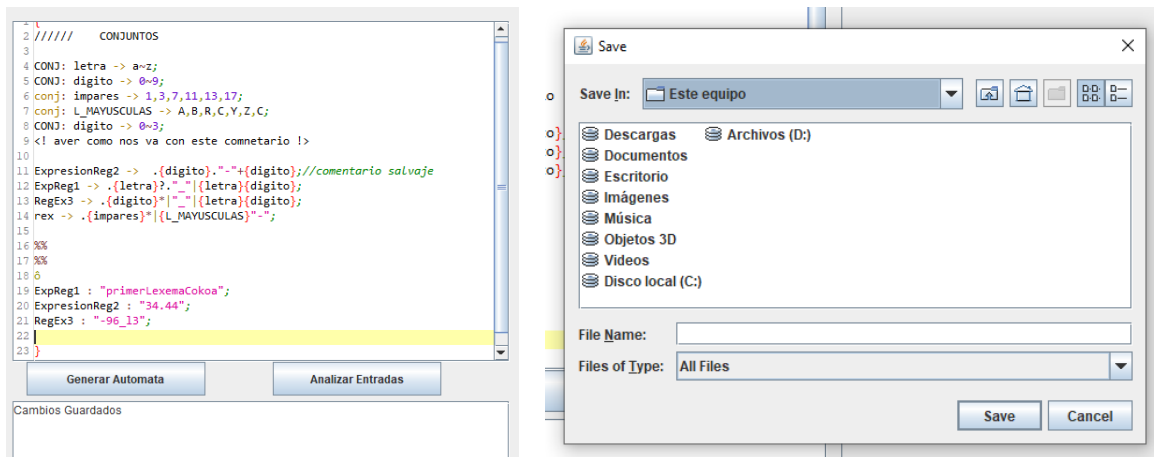 1 {
2 //////    CONJUNTOS
3
4 CONJ: letra -> a~z;
5 CONJ: digito -> 0~9;
6 conj: impares -> 1,3,7,11,13,17;
7 conj: L_MAYUSCULAS -> A,B,R,C,Y,Z,C;
8 CONJ: digito -> 0~3;
9 <! aver como nos va con este comnetario !>
10
11 ExpresionReg2 ->  .{digito}."-"+{digito};//comentario salvaje
12 ExpReg1 -> .{letra}?."_"|{letra}{digito};
13 RegEx3 -> .{digito}*|"_"|{letra}{digito};
14 rex -> .{impares}*|{L_MAYUSCULAS}"-";
15
16 %%
17 %%
18 ô
19 ExpReg1 : "primerLexemaCokoa";
20 ExpresionReg2 : "34.44";
21 RegEx3 : "-96_l3";
22
23 }
Generar Automata
Analizar Entradas
Cambios Guardados
o
o}
o}
o}
Save
Save In: Este equipo
Descargas
Archivos (D:)
Documentos
Escritorio
Imágenes
Música
Objetos 3D
Videos
Disco local (C:)
File Name:
Files of Type: All Files
Save
Cancel